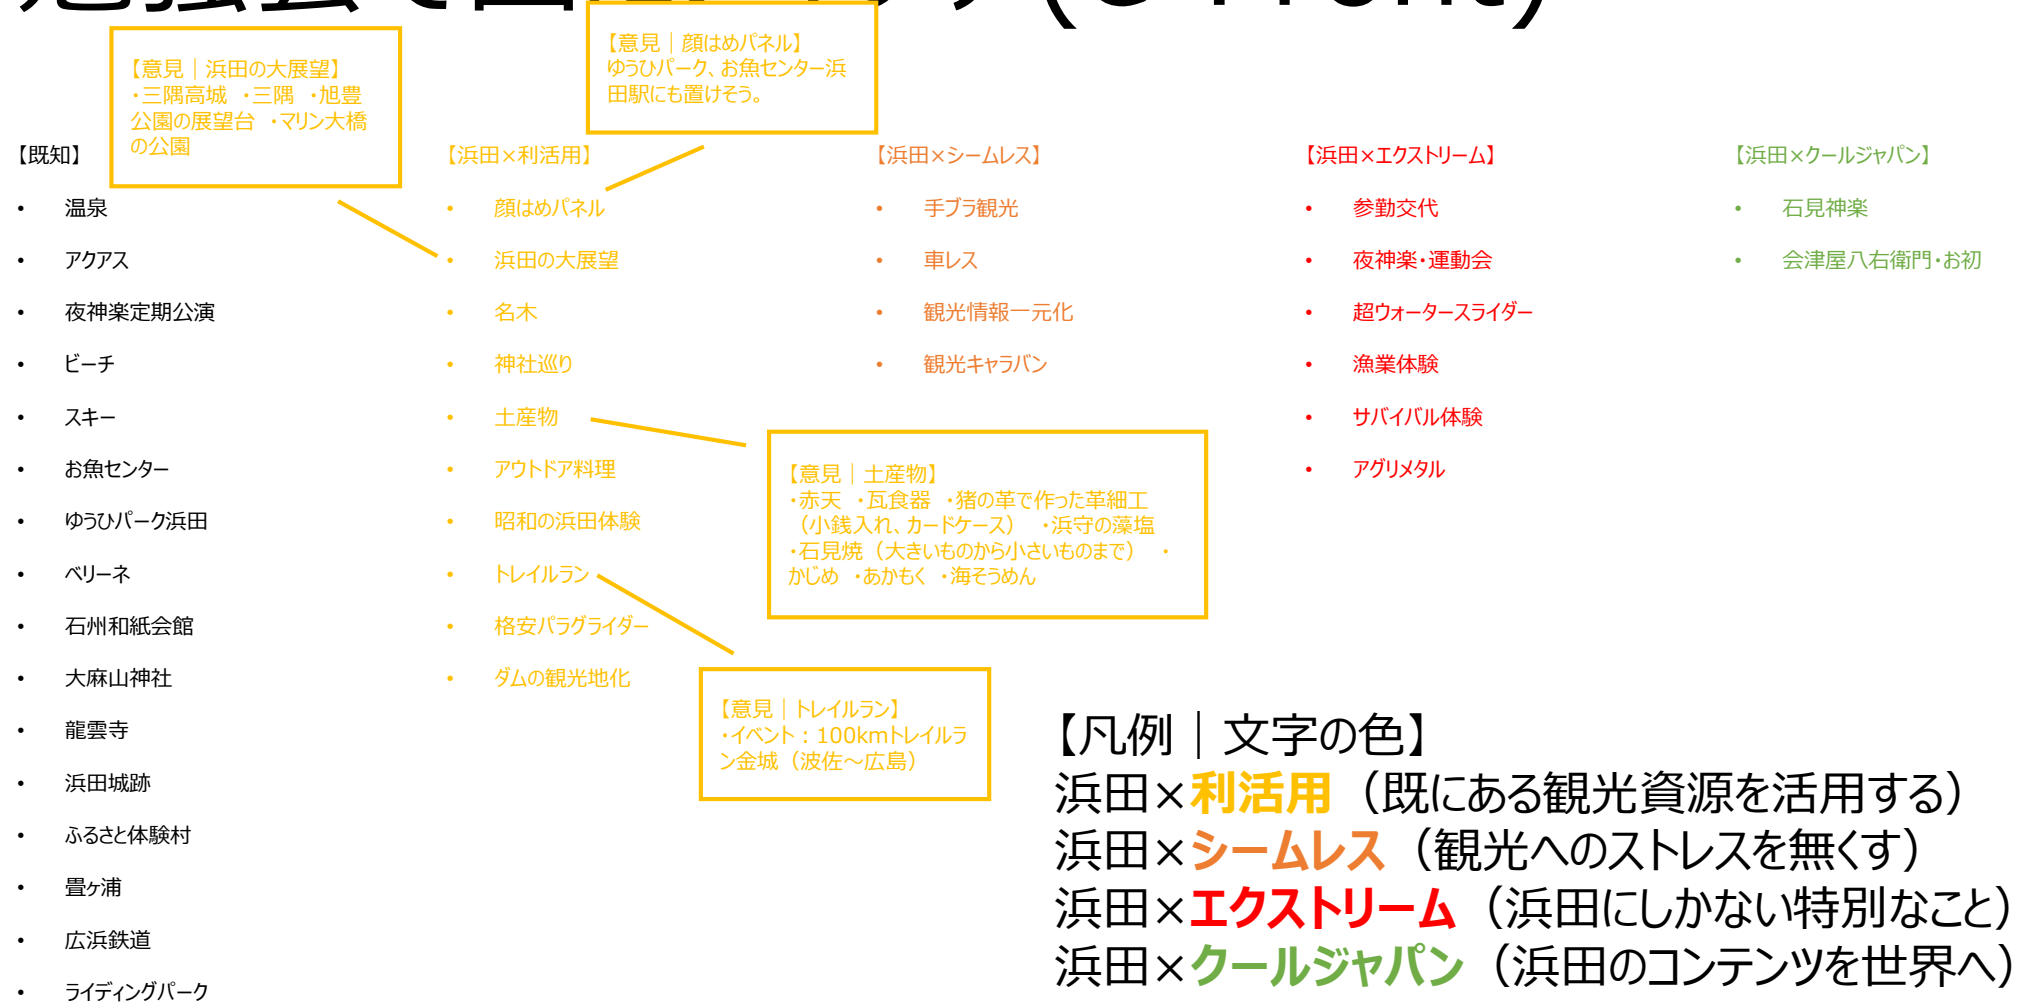 【意見｜浜田の大展望】
・三隅高城 ・三隅 ・旭豊
公園の展望台 ・マリン大橋
の公園
【意見｜顔はめパネル】
ゆうひパーク、お魚センター浜
田駅にも置けそう。
【既知】
・ 温泉
・ アクアス
・ 夜神楽定期公演
・ ビーチ
・ スキー
・ お魚センター
・ ゆうひパーク浜田
・ ベリーネ
・ 石州和紙会館
・ 大麻山神社
・ 龍雲寺
・ 浜田城跡
・ ふるさと体験村
・ 畳ヶ浦
・ 広浜鉄道
・ ライディングパーク
【浜田×利活用】
・ 顔はめパネル
・ 浜田の大展望
・ 名木
・ 神社巡り
・ 土産物
・ アウトドア料理
・ 昭和の浜田体験
・ トレイルラン
・ 格安パラグライダー
・ ダムの観光地化
【浜田×シームレス】
・ 手ブラ観光
・ 車レス
・ 観光情報一元化
・ 観光キャラバン
【浜田×エクストリーム】
・ 参勤交代
・ 夜神楽・運動会
・ 超ウォータースライダー
・ 漁業体験
・ サバイバル体験
・ アグリメタル
【浜田×クールジャパン】
・ 石見神楽
・ 会津屋八右衛門・お初
【意見｜土産物】
・赤天 ・瓦食器 ・猪の革で作った革細工
（小銭入れ、カードケース） ・浜守の藻塩
・石見焼（大きいものから小さいものまで） ・
かじめ ・あかもく ・海そうめん
【意見｜トレイルラン】
・イベント：100kmトレイルラ
ン金城（波佐～広島）
【凡例｜文字の色】
浜田×利活用（既にある観光資源を活用する）
浜田×シームレス（観光へのストレスを無くす）
浜田×エクストリーム（浜田にしかない特別なこと）
浜田×クールジャパン（浜田のコンテンツを世界へ）